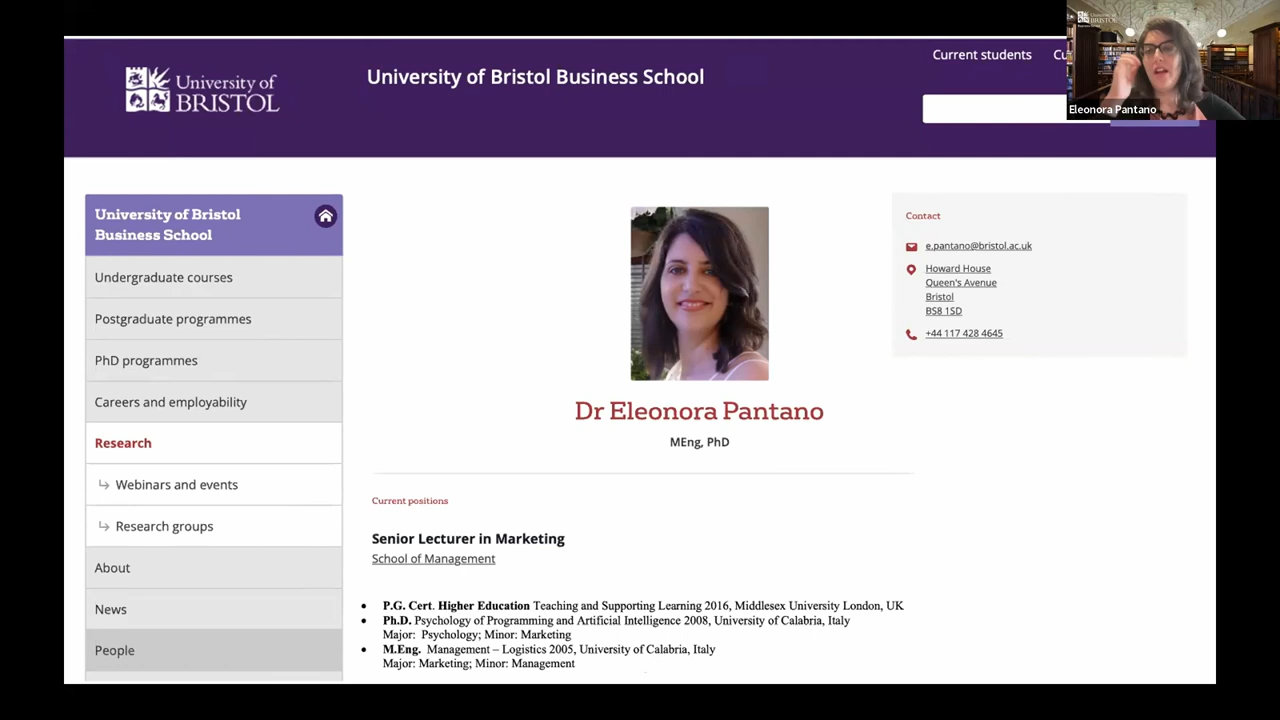 University of
BRISTOL
University of Bristol Business School
Current students
Cu
University of
BRISTOL
Eleonora Pantano
University of Bristol
Business School
Undergraduate courses
Postgraduate programmes
PhD programmes
Careers and employability
Research
Webinars and events
Research groups
About
News
People
Dr Eleonora Pantano
MEng, PhD
Current positions
Senior Lecturer in Marketing
School of Management
• P.G. Cert. Higher Education Teaching and Supporting Learning 2016, Middlesex University London, UK
• Ph.D. Psychology of Programming and Artificial Intelligence 2008, University of Calabria, Italy
Major: Psychology; Minor: Marketing
• M.Eng. Management – Logistics 2005, University of Calabria, Italy
Major: Marketing; Minor: Management
Contact
e.pantano@bristol.ac.uk
Howard House
Queen's Avenue
Bristol
BS8 1SD
+44 117 428 4645